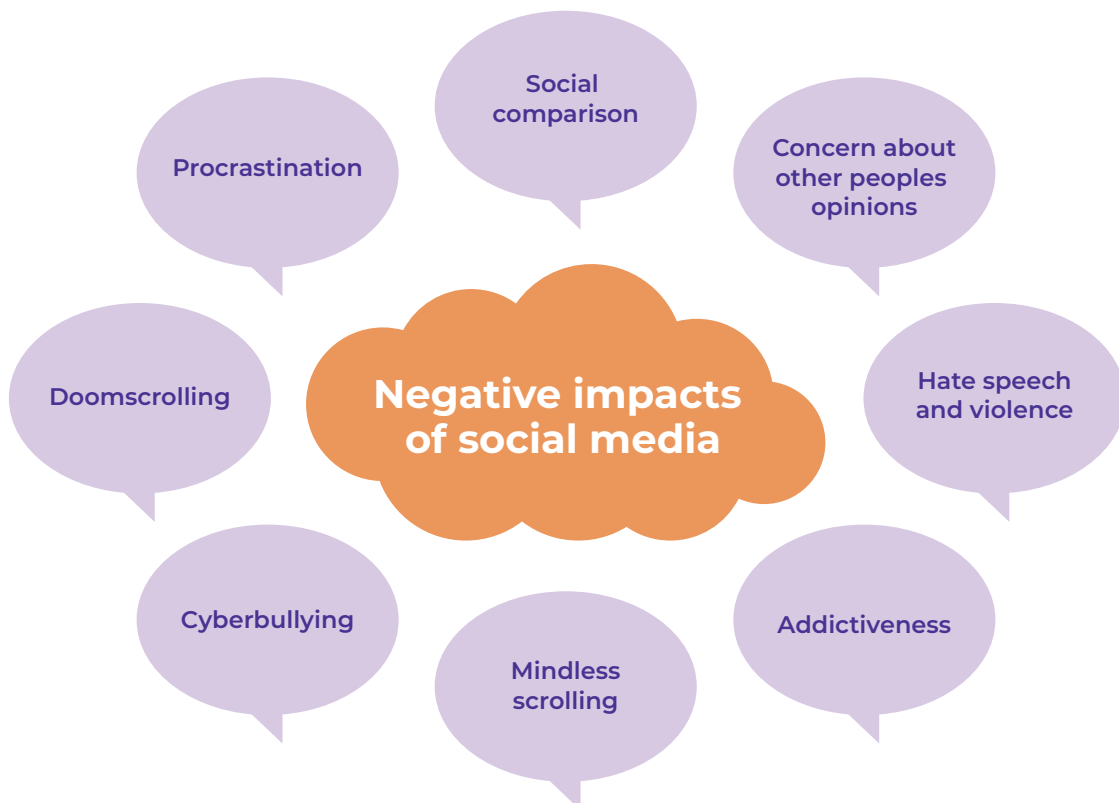 Social
comparison
Concern about
other peoples
opinions
Procrastination
Negative impacts
of social media
Hate speech
and violence
Doomscrolling
Cyberbullying
Addictiveness
Mindless
scrolling